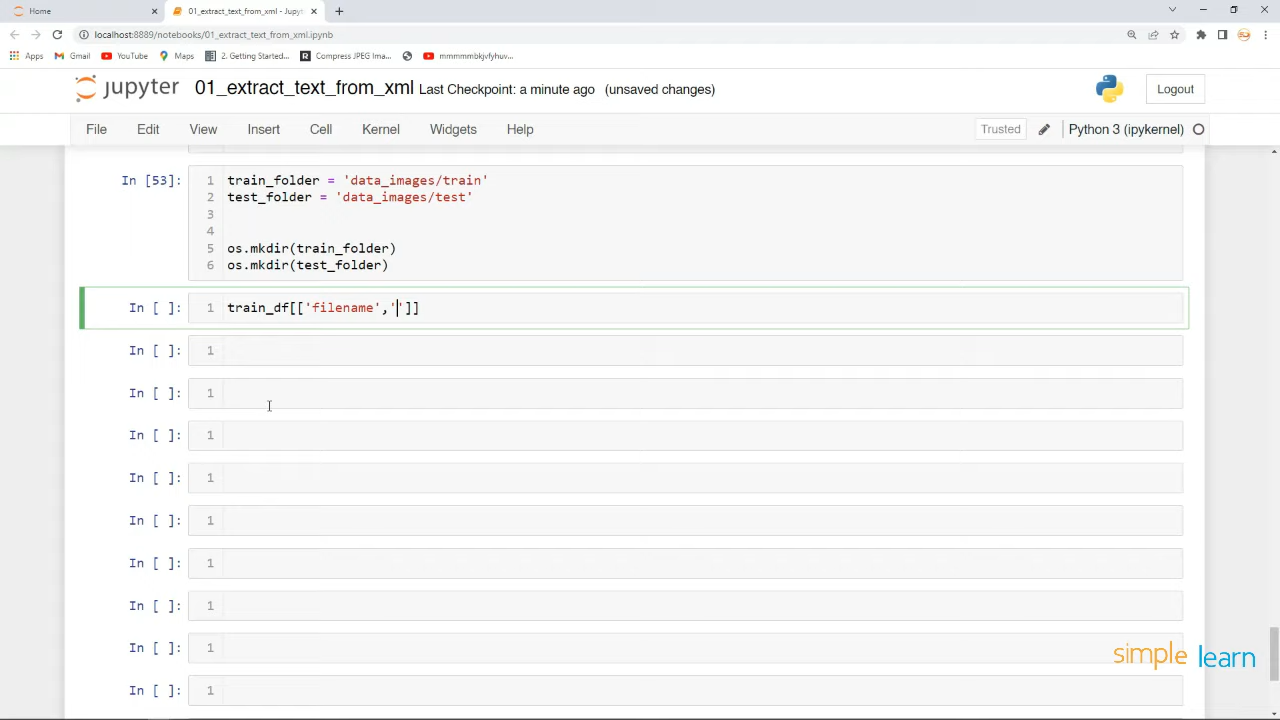 Home
01_extract_text_from_xml - Jupyt
localhost:8889/notebooks/01_extract_text_from_xml.ipynb
Apps Gmail YouTube Maps 2. Getting Started... Compress JPEG Ima... mmmmmbkjvfyhuv...
jupyter 01_extract_text_from_xml Last Checkpoint: a minute ago (unsaved changes) Logout
File Edit View Insert Cell Kernel Widgets Help Trusted Python 3 (ipykernel)
In [53]: 1 train_folder = 'data_images/train'
2 test_folder = 'data_images/test'
3
4
5 os.mkdir(train_folder)
6 os.mkdir(test_folder)
In [ ]: 1 train_df[['filename','']]
In [ ]: 1
In [ ]: 1
In [ ]: 1
In [ ]: 1
In [ ]: 1
In [ ]: 1
In [ ]: 1
In [ ]: 1
In [ ]: 1
simplelearn